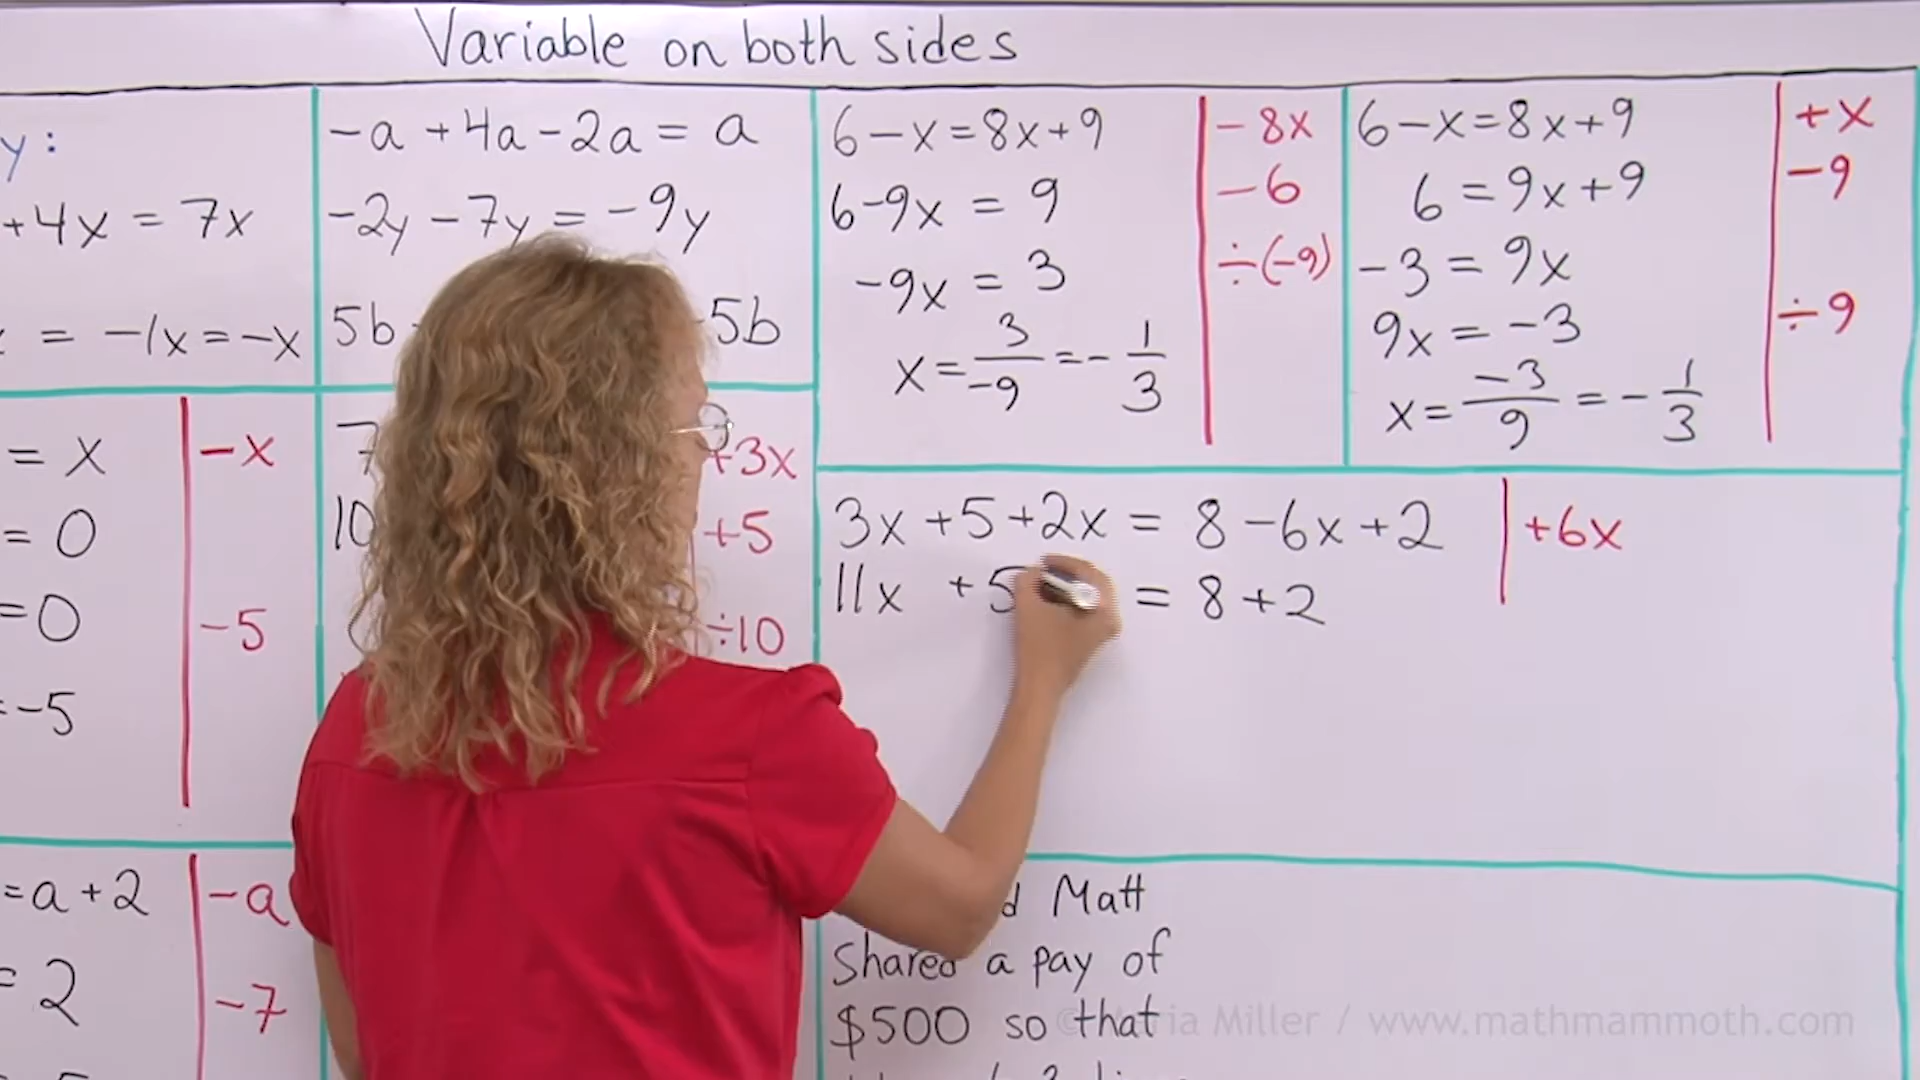 Variable on both sides
y:
+4x = 7x
= -1x = -x
-a + 4a - 2a = a
-2y - 7y = -9y
5b
5b
6 - x = 8x + 9
- 8x
6 - 9x = 9
- 6
-9x = 3
÷(-9)
x = 3/-9 = - 1/3
6 - x = 8x + 9
+ x
6 = 9x + 9
- 9
-3 = 9x
9x = -3
÷9
x = -3/9 = - 1/3
= x
- x
= 0
= 0
- 5
-5
7
+3x
10
+5
÷10
3x + 5 + 2x = 8 - 6x + 2
+6x
11x + 5 = 8 + 2
= a + 2
- a
= 2
- 7
Matt
shared a pay of
$500 so that
© Maria Miller / www.mathmammoth.com